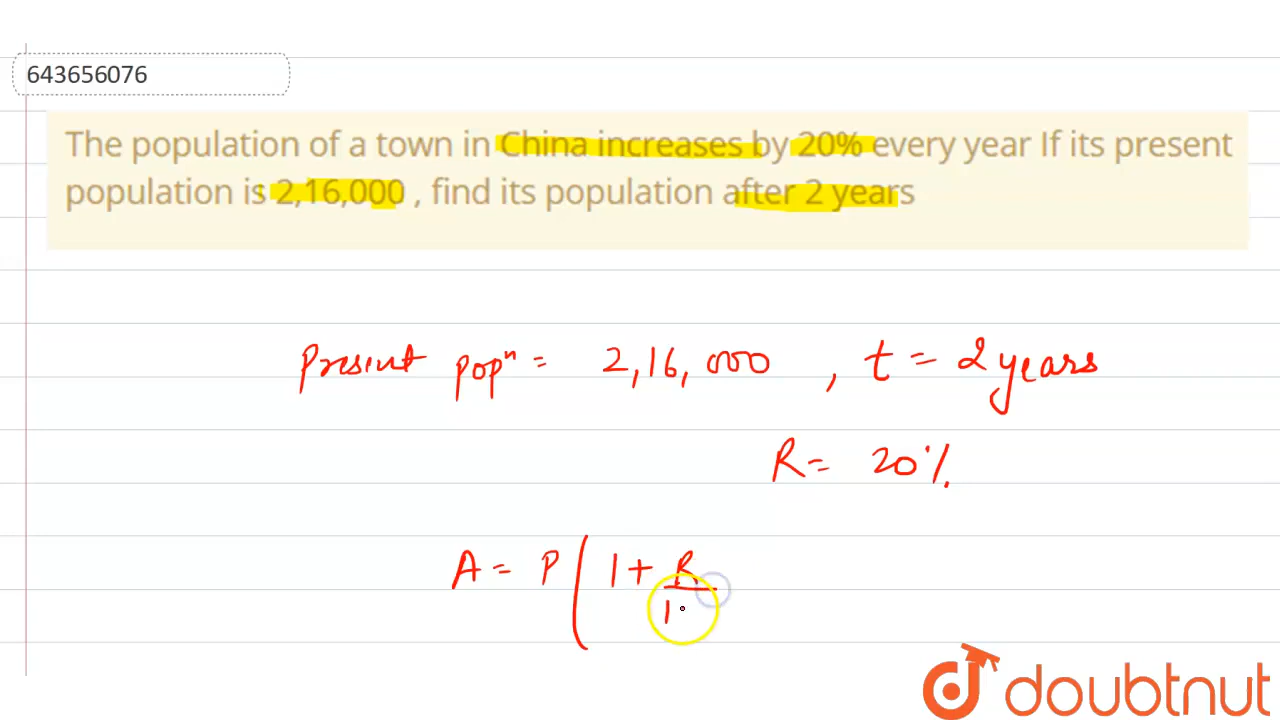 643656076
The population of a town in China increases by 20% every year If its present
population is 2,16,000 , find its population after 2 years
Present popⁿ = 2,16,000 , t = 2 years
R = 20%
A = P ( 1 + R
1
doubtnut